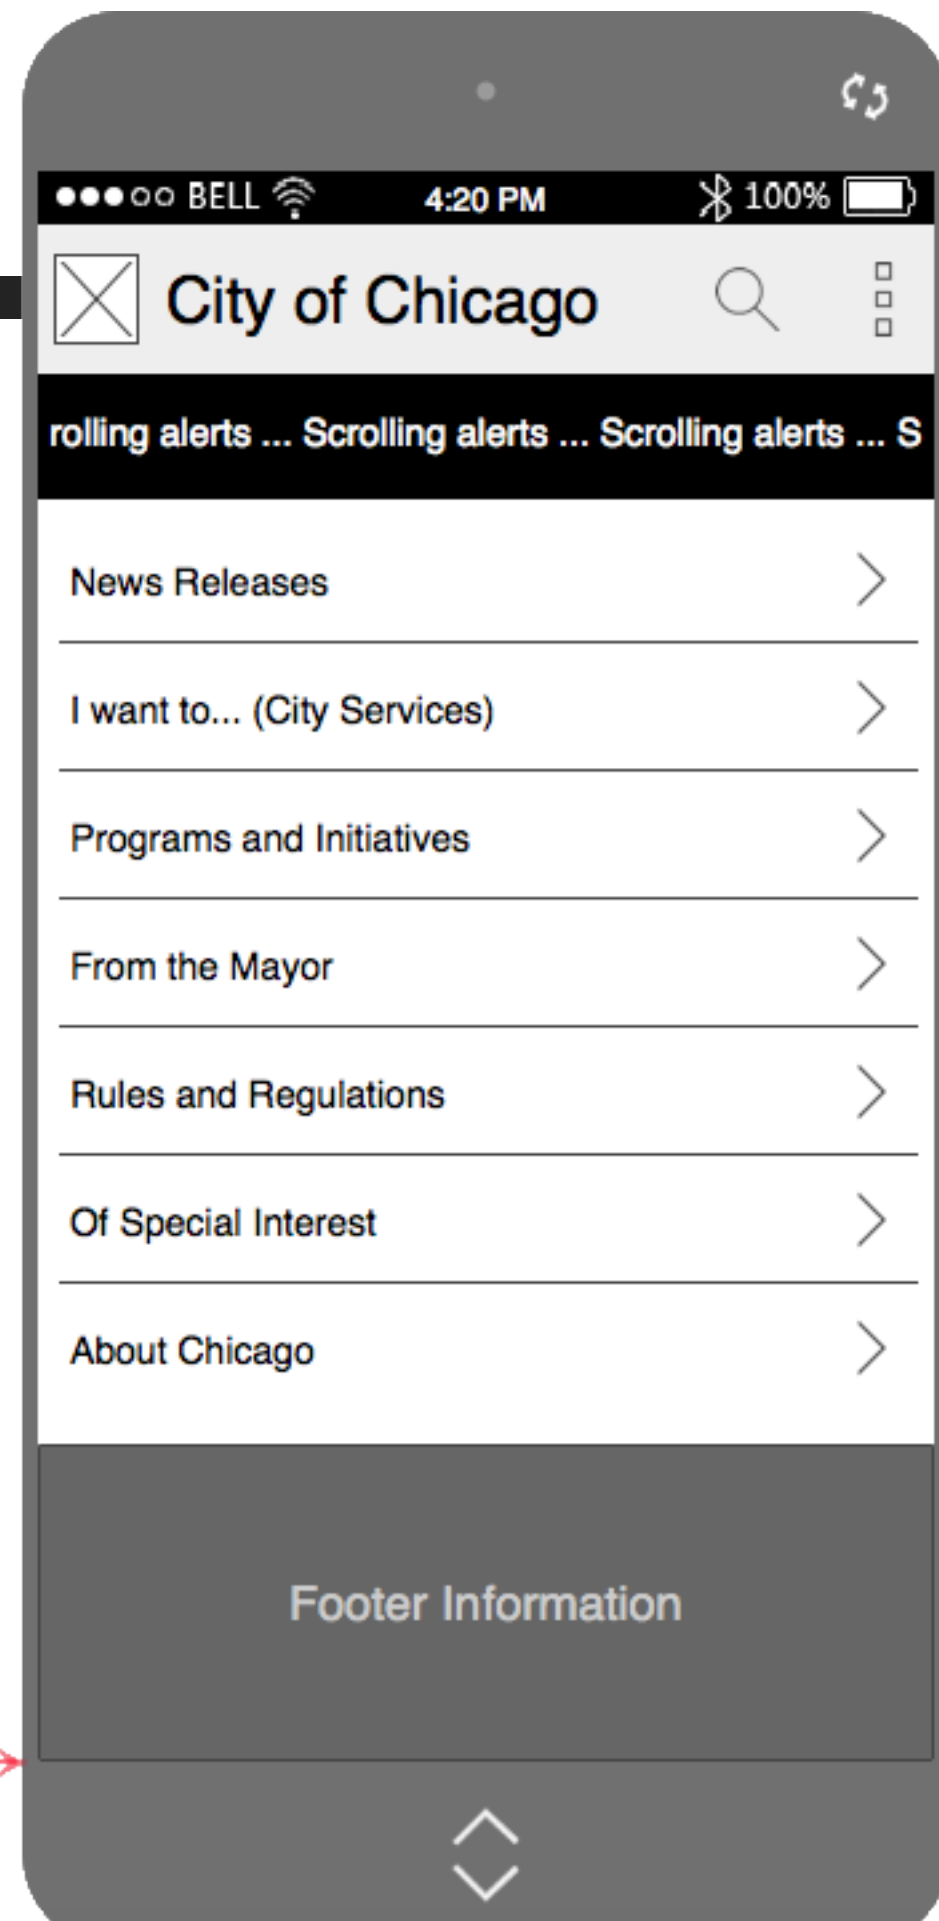 BELL 4:20 PM 100%
City of Chicago
rolling alerts ... Scrolling alerts ... Scrolling alerts ... S
News Releases
I want to... (City Services)
Programs and Initiatives
From the Mayor
Rules and Regulations
Of Special Interest
About Chicago
Footer Information